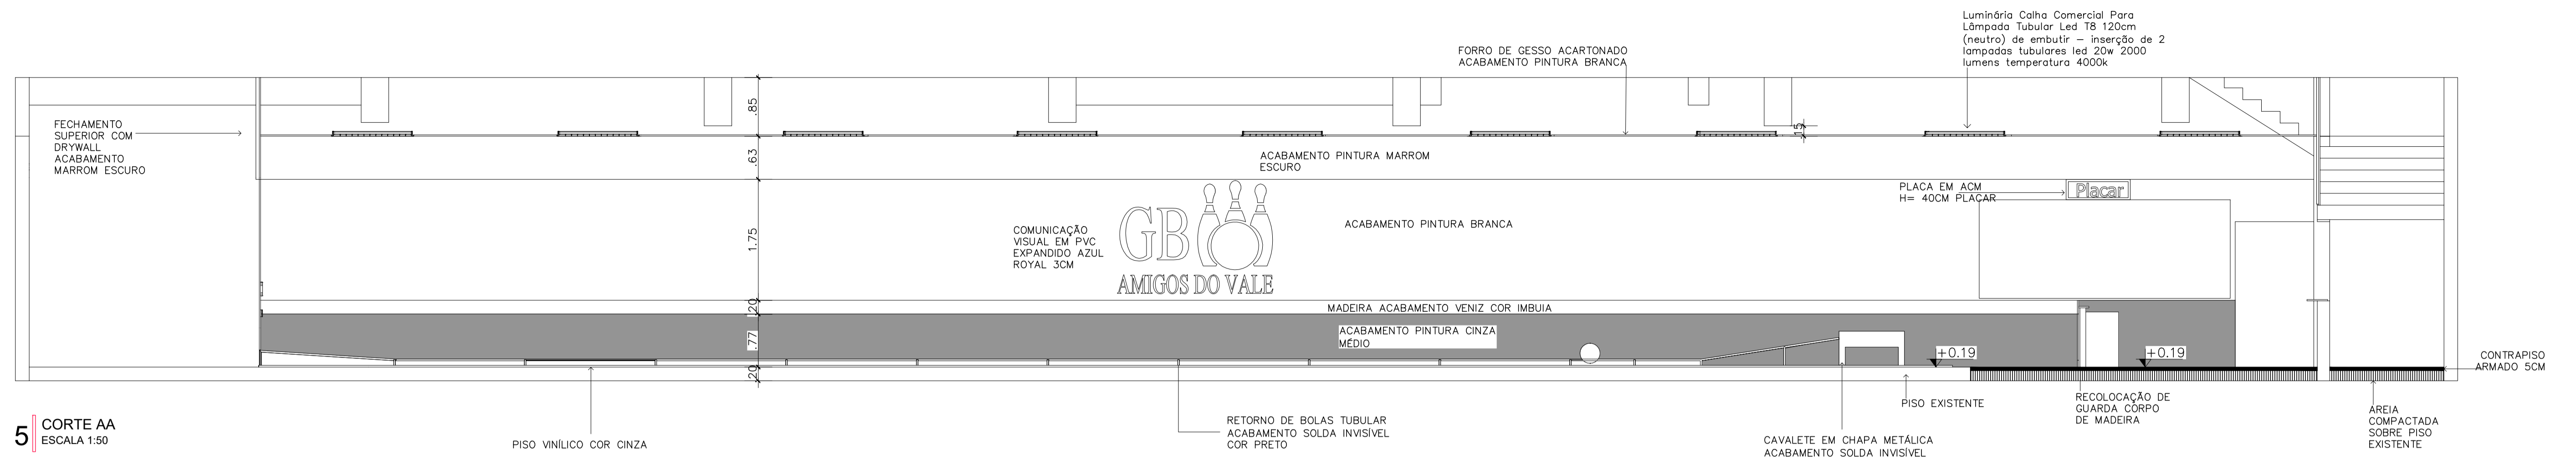 Luminária Calha Comercial Para
Lâmpada Tubular Led T8 120cm
(neutro) de embutir – inserção de 2
lampadas tubulares led 20w 2000
lumens temperatura 4000k
FORRO DE GESSO ACARTONADO
ACABAMENTO PINTURA BRANCA
.85
.15
FECHAMENTO
SUPERIOR COM
DRYWALL
ACABAMENTO
MARROM ESCURO
.63
ACABAMENTO PINTURA MARROM
ESCURO
PLACA EM ACM
H= 40CM PLACAR
Placar
COMUNICAÇÃO
VISUAL EM PVC
EXPANDIDO AZUL
ROYAL 3CM
GB
AMIGOS DO VALE
ACABAMENTO PINTURA BRANCA
1.75
.20
MADEIRA ACABAMENTO VENIZ COR IMBUIA
.77
ACABAMENTO PINTURA CINZA
MÉDIO
+0.19
+0.19
.20
CONTRAPISO
ARMADO 5CM
PISO EXISTENTE
RECOLOCAÇÃO DE
GUARDA CORPO
DE MADEIRA
AREIA
COMPACTADA
SOBRE PISO
EXISTENTE
RETORNO DE BOLAS TUBULAR
ACABAMENTO SOLDA INVISÍVEL
COR PRETO
CAVALETE EM CHAPA METÁLICA
ACABAMENTO SOLDA INVISÍVEL
PISO VINÍLICO COR CINZA
5 CORTE AA
ESCALA 1:50